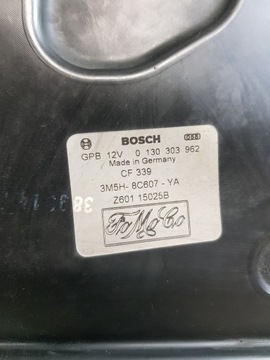 BOSCH
GPB 12V 0 130 303 962
Made in Germany
CF 339
3M5H- 8C607 - YA
Z601 15025B
FoMoCo